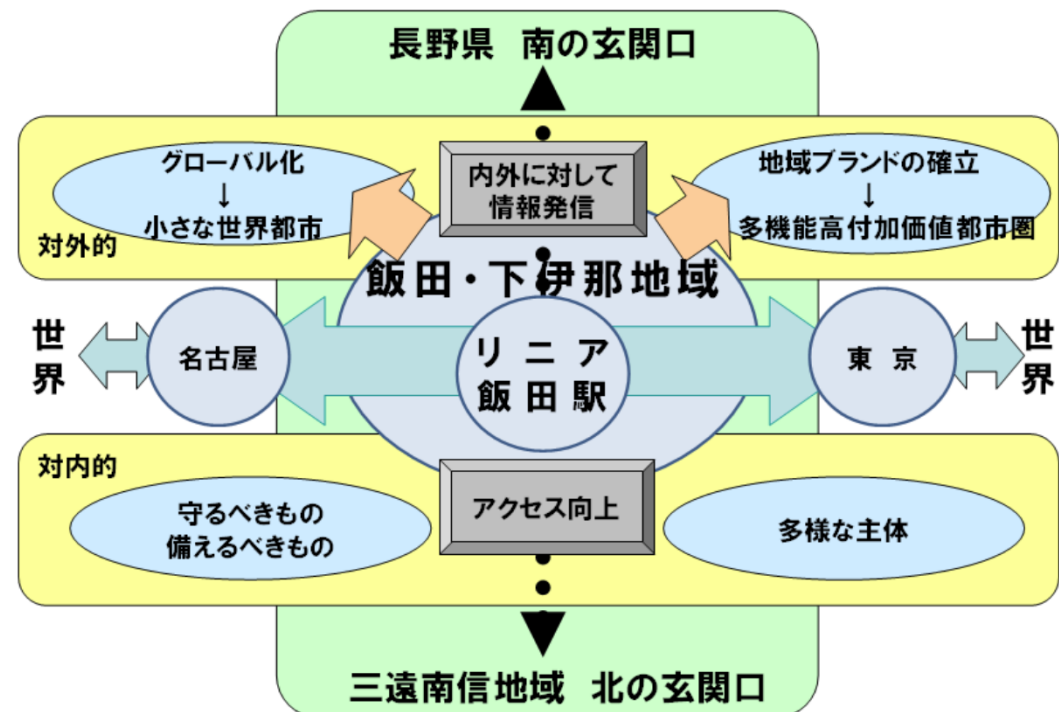 長野県 南の玄関口
グローバル化
↓
小さな世界都市
対外的
内外に対して
情報発信
地域ブランドの確立
↓
多機能高付加価値都市圏
飯田・下伊那地域
世界
名古屋
リニア
飯田駅
東京
世界
対内的
守るべきもの
備えるべきもの
アクセス向上
多様な主体
三遠南信地域 北の玄関口